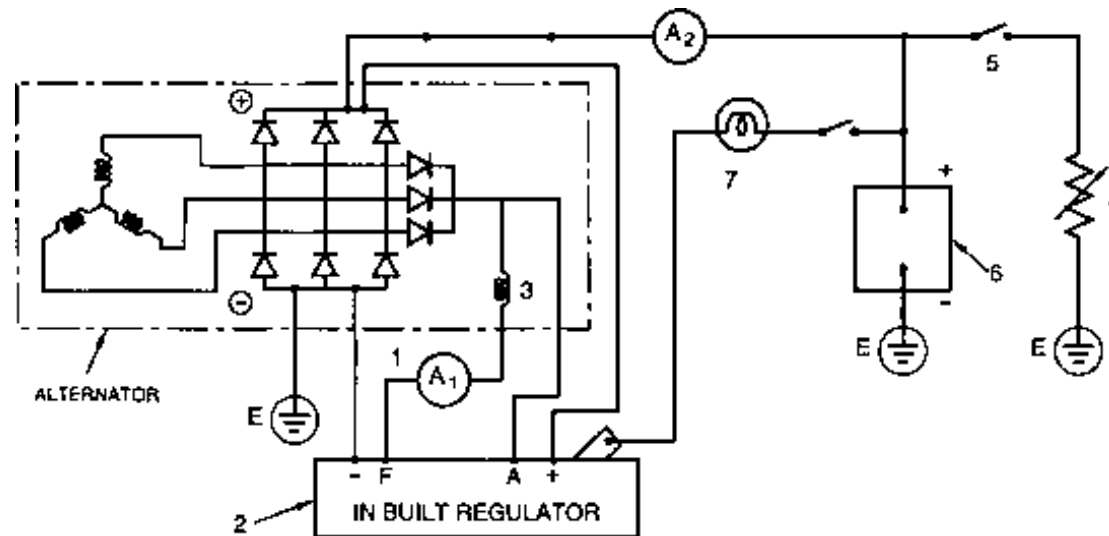 A2
5
+
7
+
6
-
-
3
E
E
1
A1
ALTERNATOR
E
- F A +
2
IN BUILT REGULATOR